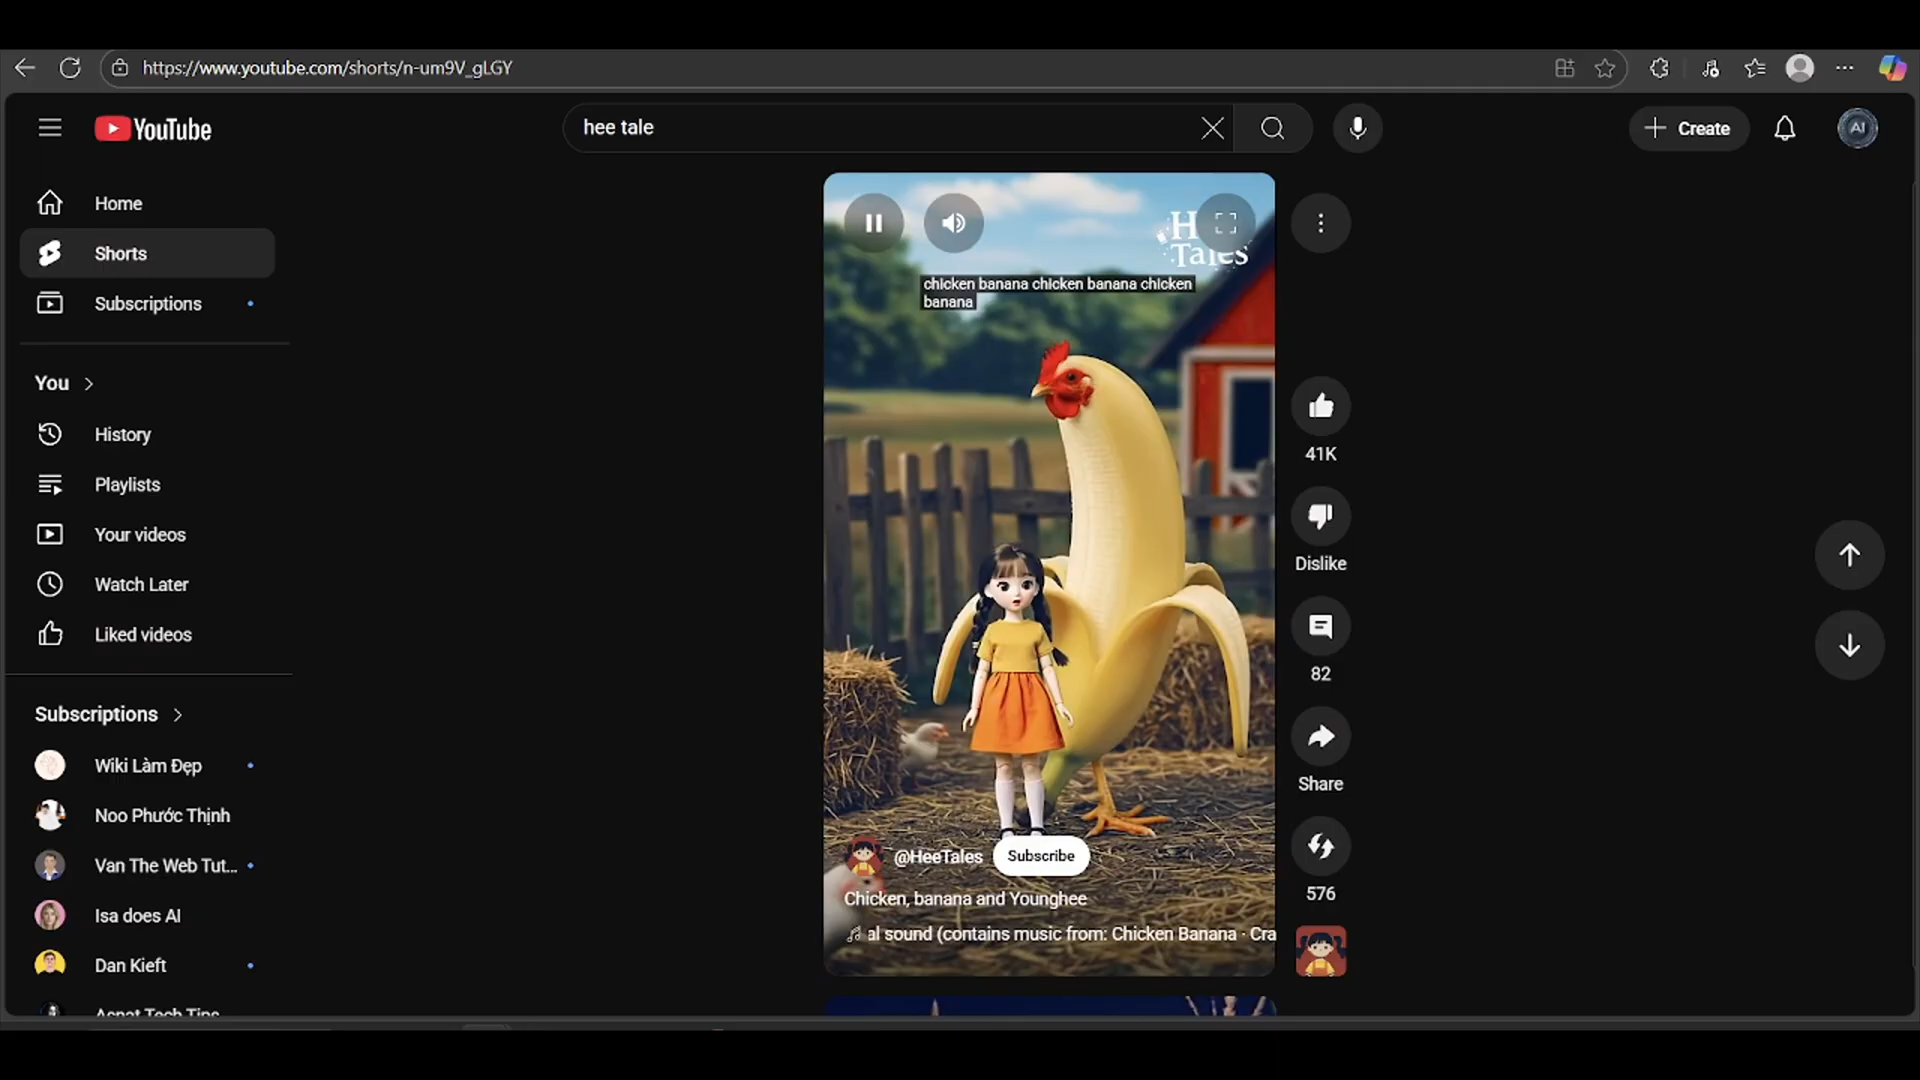 https://www.youtube.com/shorts/n-um9V_gLGY
YouTube
hee tale
Create
AI
Home
Shorts
Subscriptions
You
History
Playlists
Your videos
Watch Later
Liked videos
Subscriptions
Wiki Làm Đẹp
Noo Phước Thịnh
Van The Web Tut...
Isa does AI
Dan Kieft
Tales
chicken banana chicken banana chicken
banana
@HeeTales
Subscribe
Chicken, banana and Younghee
al sound (contains music from: Chicken Banana · Cra
41K
Dislike
82
Share
576